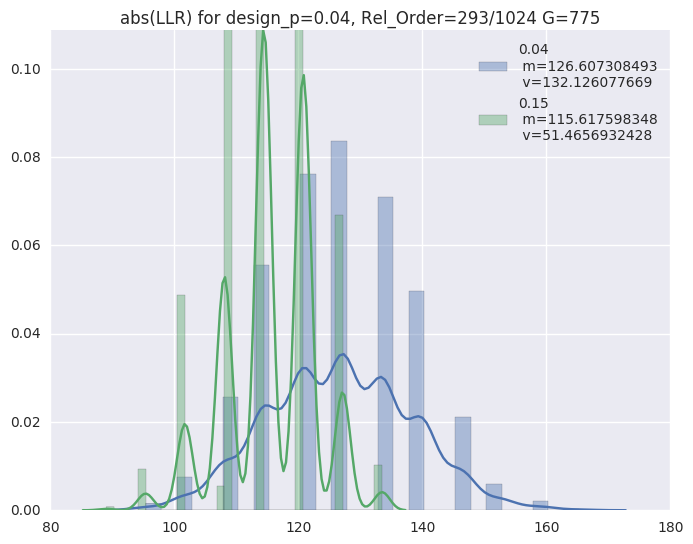 abs(LLR) for design_p=0.04, Rel_Order=293/1024 G=775
0.10
0.08
0.06
0.04
0.02
0.00
80
100
120
140
160
180
0.04
m=126.607308493
v=132.126077669
0.15
m=115.617598348
v=51.4656932428